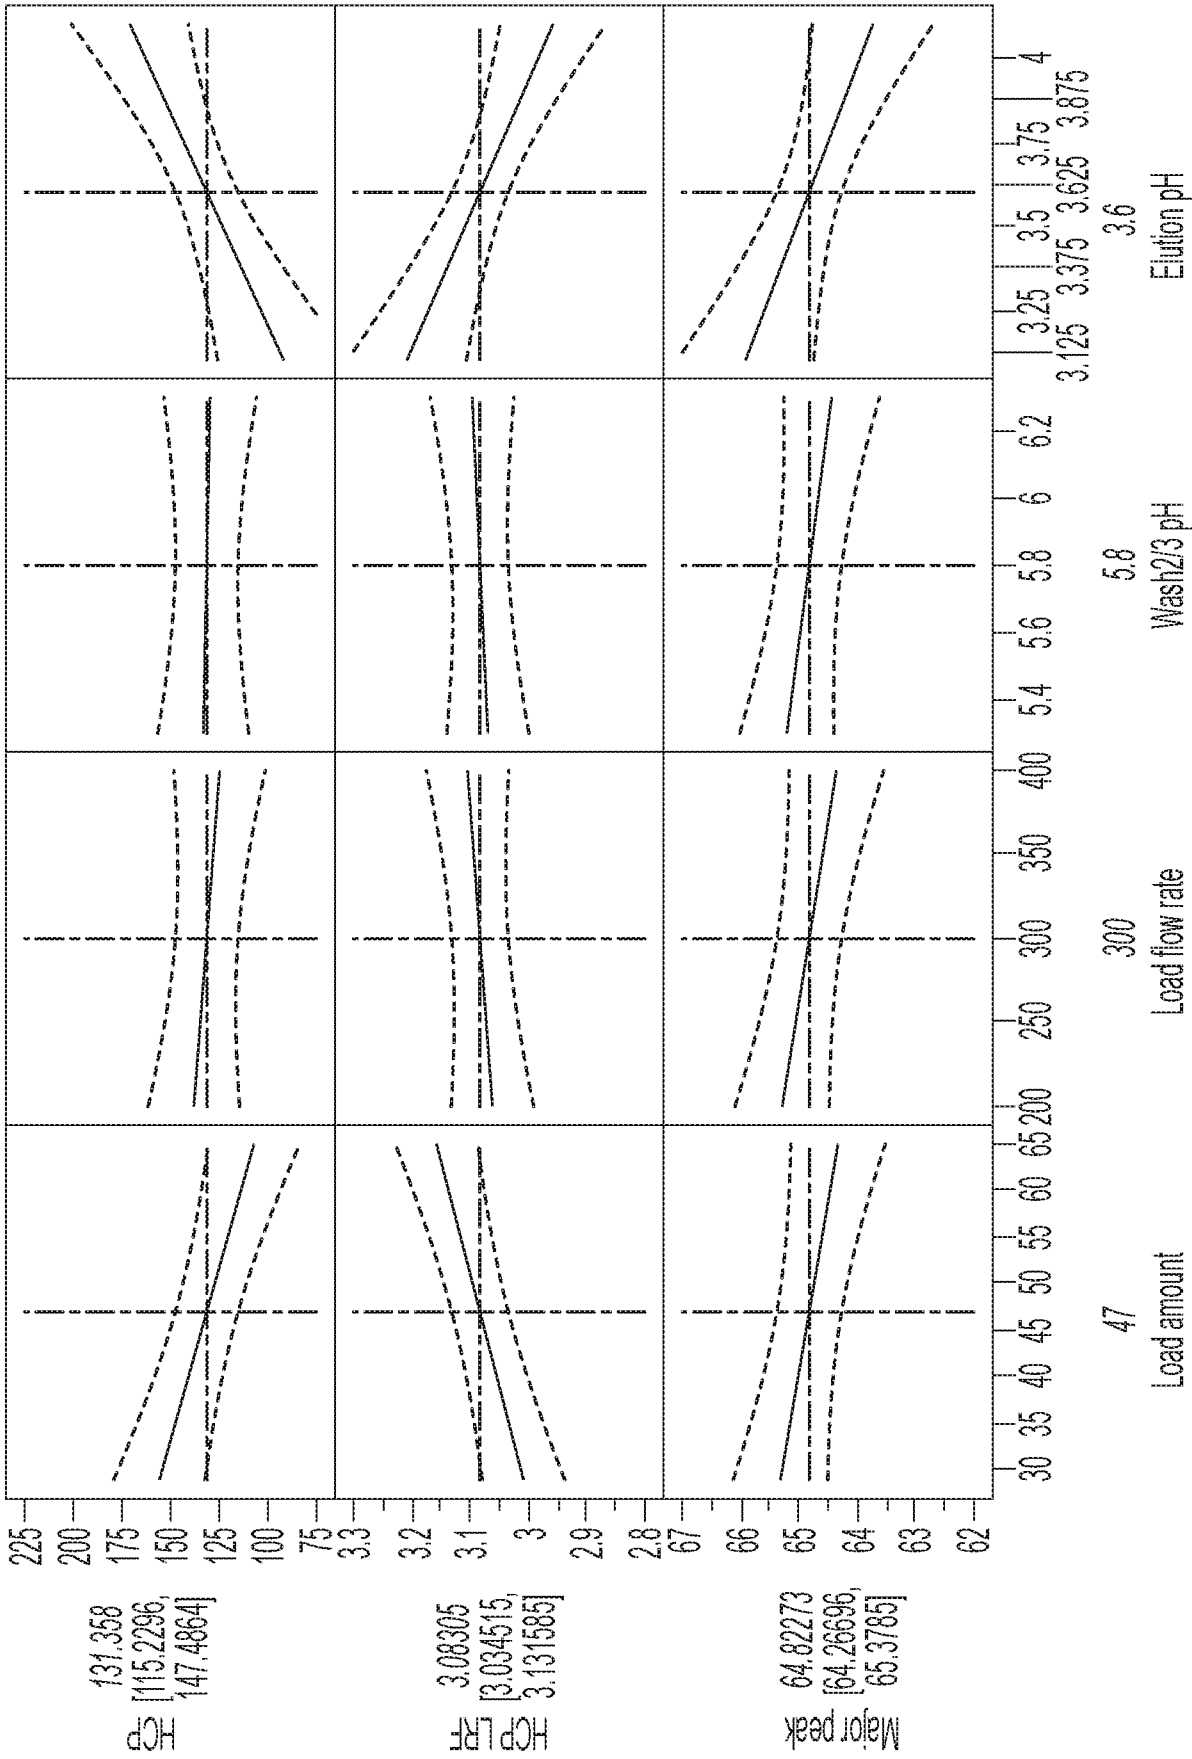 HCP
131.358
[115.2296,
147.4864]
225
200
175
150
125
100
75
HCP LRF
3.08305
[3.034515,
3.131585]
3.3
3.2
3.1
3
2.9
2.8
Major peak
64.82273
[64.26696,
65.3785]
67
66
65
64
63
62
30 35 40 45 50 55 60 65
47
Load amount
200 250 300 350 400
300
Load flow rate
5.4 5.6 5.8 6 6.2
5.8
Wash2/3 pH
3.125 3.25 3.375 3.5 3.625 3.75 3.875 4
3.6
Elution pH